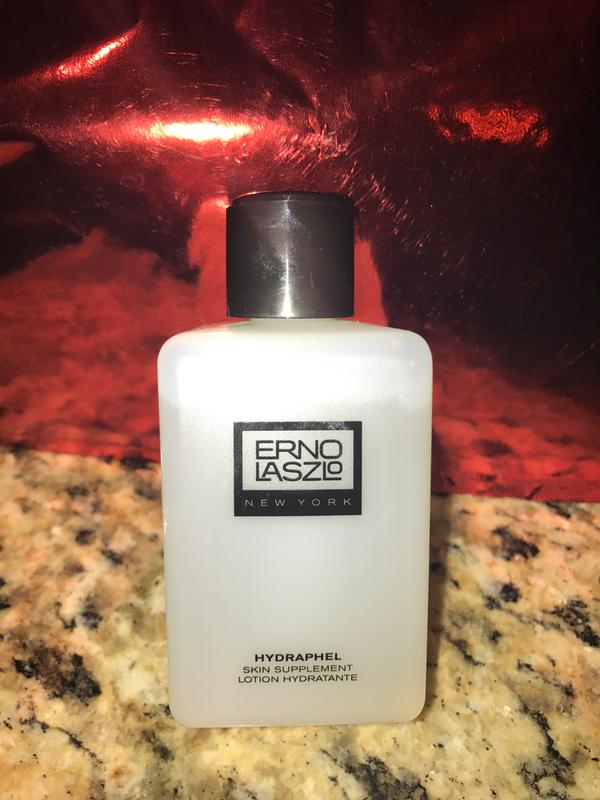 ERNO
LASZLO
NEW YORK
HYDRAPHEL
SKIN SUPPLEMENT
LOTION HYDRATANTE